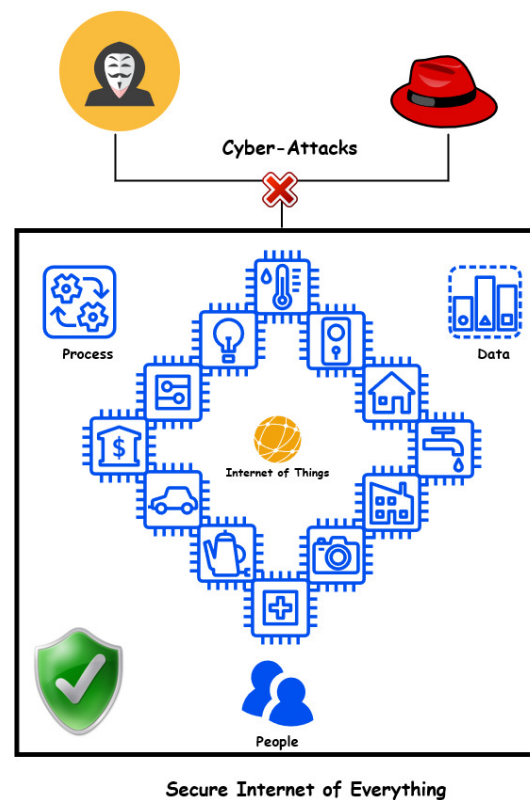 Cyber-Attacks
Process
Data
$
Internet of Things
People
Secure Internet of Everything